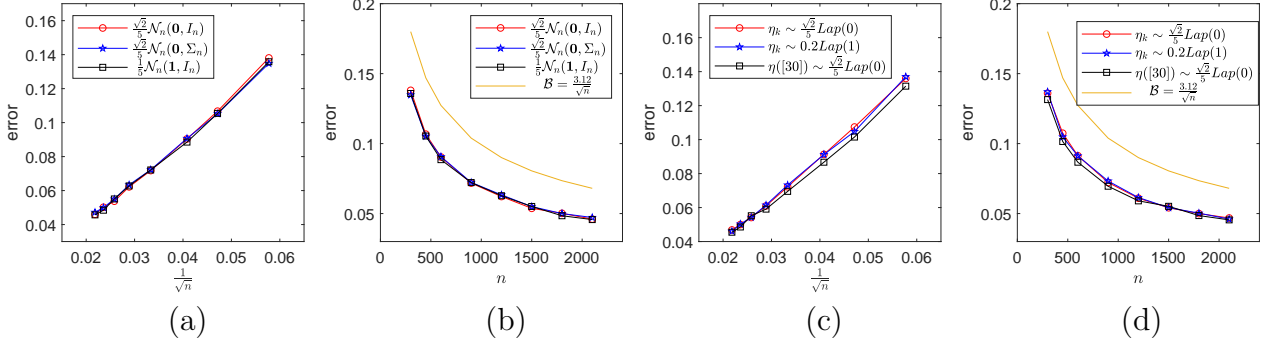 error
0.16
0.14
0.12
0.1
0.08
0.06
0.04
0.02 0.03 0.04 0.05 0.06
$\frac{1}{\sqrt{n}}$
$\frac{\sqrt{2}}{5}\mathcal{N}_n(\mathbf{0}, I_n)$
$\frac{\sqrt{2}}{5}\mathcal{N}_n(\mathbf{0}, \Sigma_n)$
$\frac{1}{5}\mathcal{N}_n(\mathbf{1}, I_n)$
(a)
error
0.2
0.15
0.1
0.05
0 500 1000 1500 2000
$n$
$\frac{\sqrt{2}}{5}\mathcal{N}_n(\mathbf{0}, I_n)$
$\frac{\sqrt{2}}{5}\mathcal{N}_n(\mathbf{0}, \Sigma_n)$
$\frac{1}{5}\mathcal{N}_n(\mathbf{1}, I_n)$
$\mathcal{B} = \frac{3.12}{\sqrt{n}}$
(b)
error
0.16
0.14
0.12
0.1
0.08
0.06
0.04
0.02 0.03 0.04 0.05 0.06
$\frac{1}{\sqrt{n}}$
$\eta_k \sim \frac{\sqrt{2}}{5}Lap(0)$
$\eta_k \sim 0.2Lap(1)$
$\eta([30]) \sim \frac{\sqrt{2}}{5}Lap(0)$
(c)
error
0.2
0.15
0.1
0.05
0 500 1000 1500 2000
$n$
$\eta_k \sim \frac{\sqrt{2}}{5}Lap(0)$
$\eta_k \sim 0.2Lap(1)$
$\eta([30]) \sim \frac{\sqrt{2}}{5}Lap(0)$
$\mathcal{B} = \frac{3.12}{\sqrt{n}}$
(d)